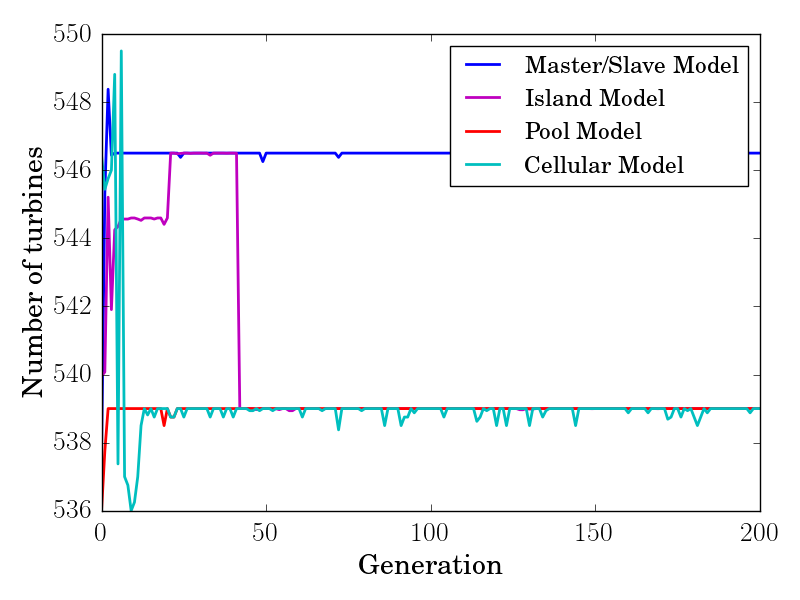 550
548
546
544
542
540
538
536
Number of turbines
Master/Slave Model
Island Model
Pool Model
Cellular Model
0 50 100 150 200
Generation